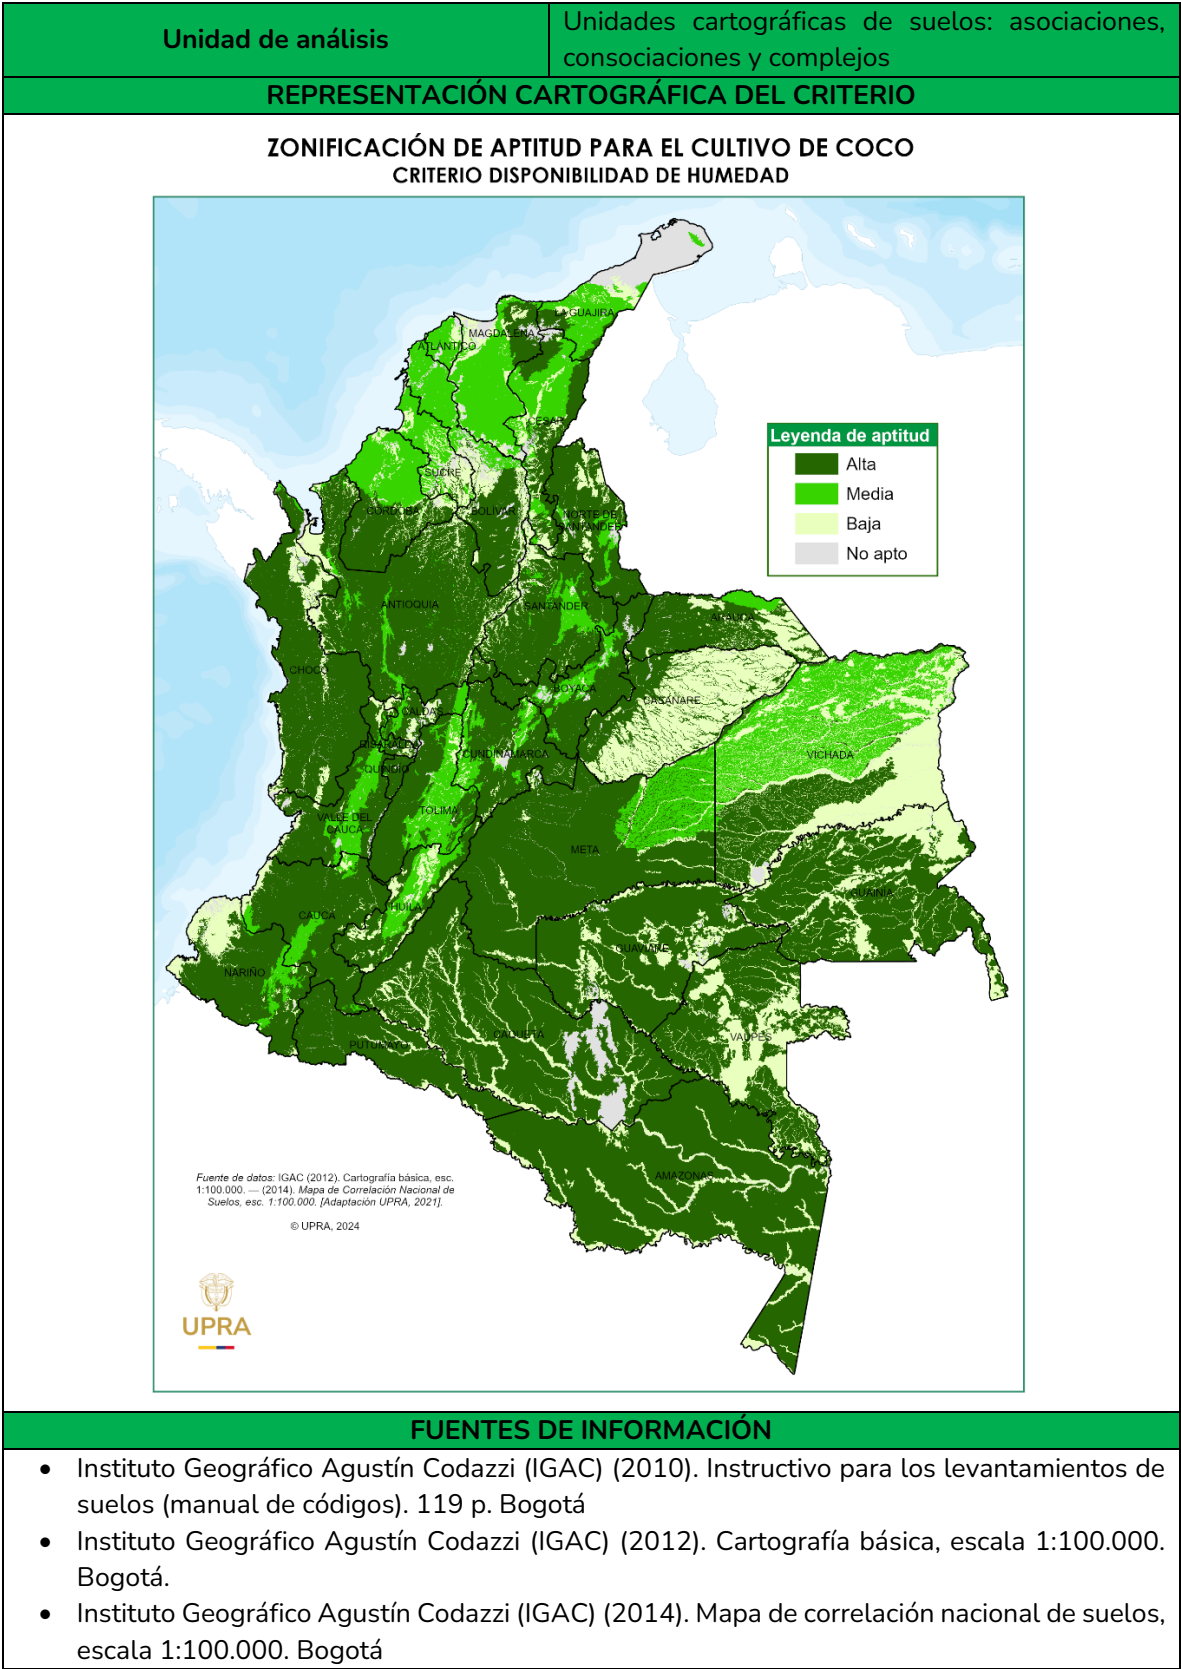 Unidad de análisis
Unidades cartográficas de suelos: asociaciones,
consociaciones y complejos
REPRESENTACIÓN CARTOGRÁFICA DEL CRITERIO
ZONIFICACIÓN DE APTITUD PARA EL CULTIVO DE COCO
CRITERIO DISPONIBILIDAD DE HUMEDAD
LA GUAJIRA
MAGDALENA
ATLÁNTICO
CESAR
Leyenda de aptitud
Alta
Media
Baja
No apto
SUCRE
CÓRDOBA
BOLÍVAR
NORTE DE
SANTANDER
ANTIOQUIA
SANTANDER
ARAUCA
CHOCÓ
BOYACÁ
CASANARE
CALDAS
RISARALDA
CUNDINAMARCA
VICHADA
QUINDÍO
TOLIMA
VALLE DEL
CAUCA
META
GUAINÍA
HUILA
CAUCA
GUAVIARE
NARIÑO
CAQUETÁ
VAUPÉS
PUTUMAYO
AMAZONAS
Fuente de datos: IGAC (2012). Cartografía básica, esc.
1:100.000. — (2014). Mapa de Correlación Nacional de
Suelos, esc. 1:100.000. [Adaptación UPRA, 2021].
© UPRA, 2024
UPRA
FUENTES DE INFORMACIÓN
• Instituto Geográfico Agustín Codazzi (IGAC) (2010). Instructivo para los levantamientos de
suelos (manual de códigos). 119 p. Bogotá
• Instituto Geográfico Agustín Codazzi (IGAC) (2012). Cartografía básica, escala 1:100.000.
Bogotá.
• Instituto Geográfico Agustín Codazzi (IGAC) (2014). Mapa de correlación nacional de suelos,
escala 1:100.000. Bogotá